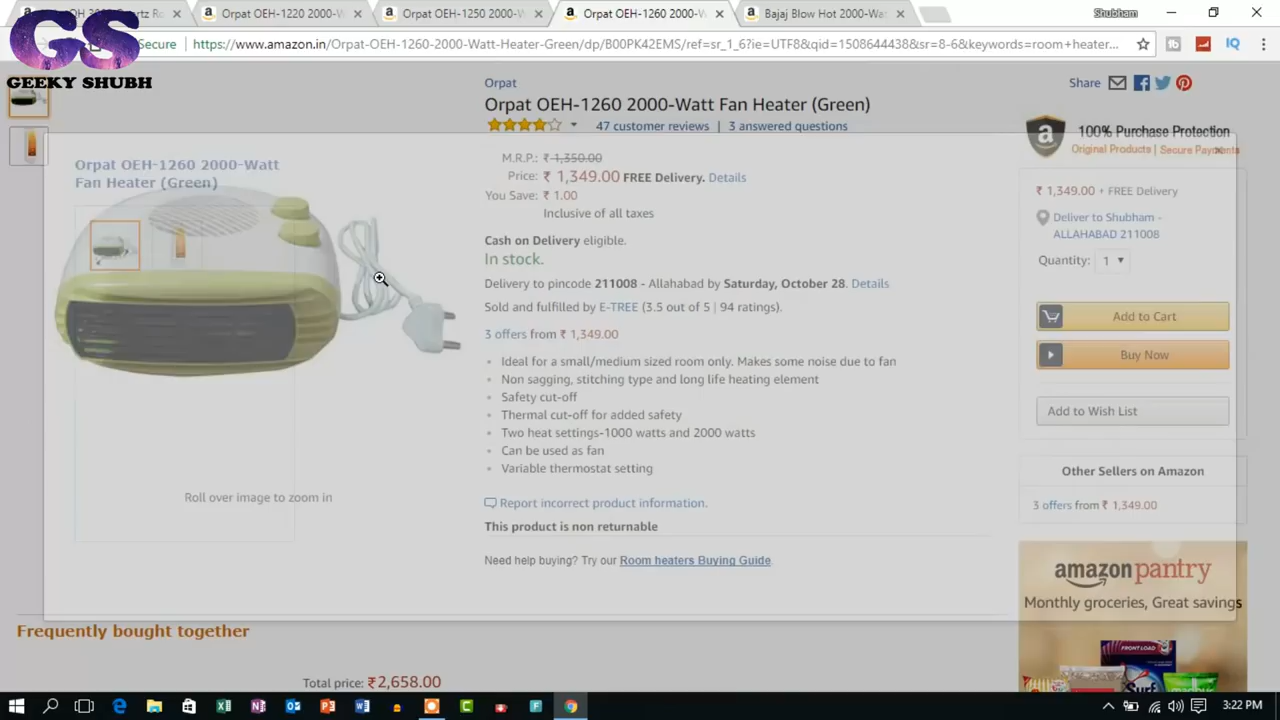 Orpat OEH-1220 2000-W
Orpat OEH-1250 2000-W
Orpat OEH-1260 2000-W
Bajaj Blow Hot 2000-Wa
Shubham
GS
GEEKY SHUBH
Secure
https://www.amazon.in/Orpat-OEH-1260-2000-Watt-Heater-Green/dp/B00PK42EMS/ref=sr_1_6?ie=UTF8&qid=1508644438&sr=8-6&keywords=room+heater...
Orpat
Share
Orpat OEH-1260 2000-Watt Fan Heater (Green)
47 customer reviews | 3 answered questions
100% Purchase Protection
Original Products | Secure Payments
Orpat OEH-1260 2000-Watt
Fan Heater (Green)
M.R.P.: ₹ 1,350.00
Price: ₹ 1,349.00 FREE Delivery. Details
You Save: ₹ 1.00
Inclusive of all taxes
₹ 1,349.00 + FREE Delivery
Deliver to Shubham -
ALLAHABAD 211008
Quantity: 1
Cash on Delivery eligible.
In stock.
Delivery to pincode 211008 - Allahabad by Saturday, October 28. Details
Sold and fulfilled by E-TREE (3.5 out of 5 | 94 ratings).
3 offers from ₹ 1,349.00
Add to Cart
Buy Now
Add to Wish List
• Ideal for a small/medium sized room only. Makes some noise due to fan
• Non sagging, stitching type and long life heating element
• Safety cut-off
• Thermal cut-off for added safety
• Two heat settings-1000 watts and 2000 watts
• Can be used as fan
• Variable thermostat setting
Roll over image to zoom in
Report incorrect product information.
This product is non returnable
Need help buying? Try our Room heaters Buying Guide.
Other Sellers on Amazon
3 offers from ₹ 1,349.00
amazon pantry
Monthly groceries, Great savings
FRONT LOAD
Surf
Frequently bought together
Total price: ₹2,658.00
3:22 PM